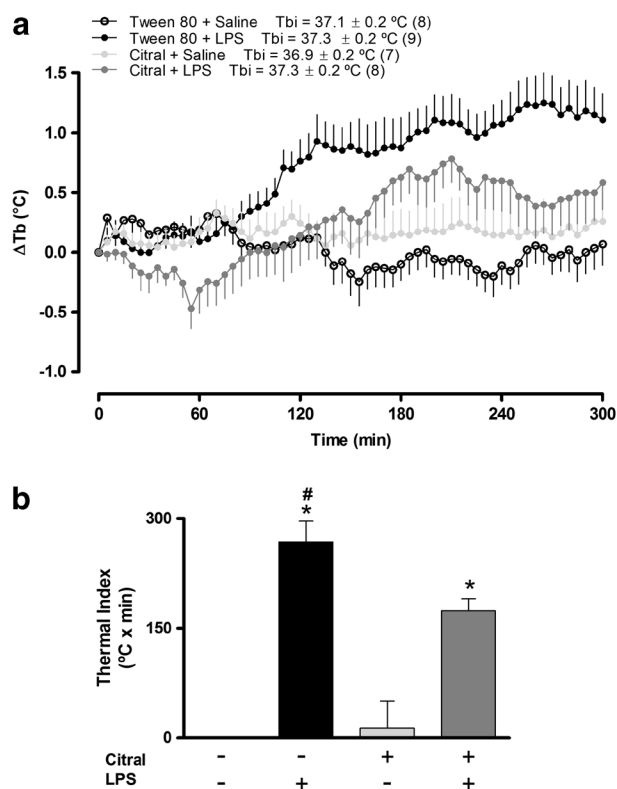 a
Tween 80 + Saline Tbi = 37.1 ± 0.2 ºC (8)
Tween 80 + LPS Tbi = 37.3 ± 0.2 ºC (9)
Citral + Saline Tbi = 36.9 ± 0.2 ºC (7)
Citral + LPS Tbi = 37.3 ± 0.2 ºC (8)
1.5
1.0
0.5
0.0
-0.5
-1.0
ΔTb (°C)
0 60 120 180 240 300
Time (min)
b
300
150
0
Thermal Index
(ºC x min)
#
*
*
Citral - - + +
LPS - + - +